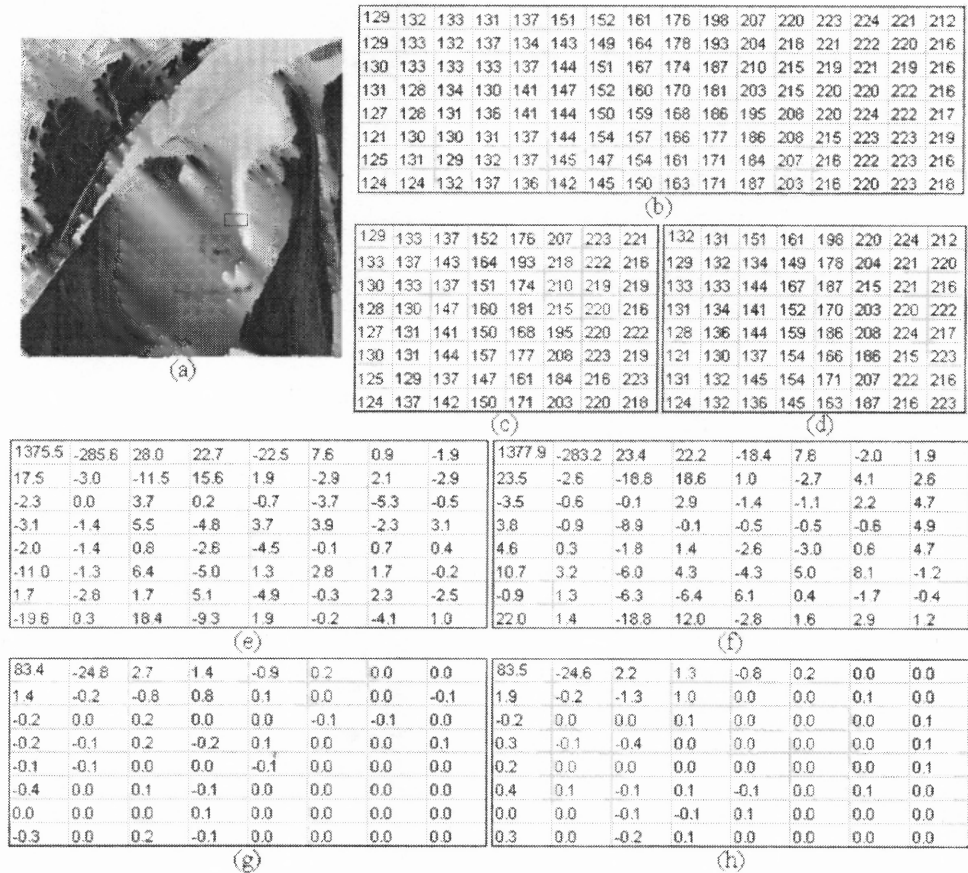 129 132 133 131 137 151 152 161 176 198 207 220 223 224 221 212
129 133 132 137 134 143 149 164 178 193 204 218 221 222 220 216
130 133 133 133 137 144 151 167 174 187 210 215 219 221 219 216
131 128 134 130 141 147 152 160 170 181 203 215 220 220 222 216
127 128 131 136 141 144 150 159 168 186 195 208 220 224 222 217
121 130 130 131 137 144 154 157 166 177 186 208 215 223 223 219
125 131 129 132 137 145 147 154 161 171 184 207 216 222 223 216
124 124 132 137 136 142 145 150 163 171 187 203 216 220 223 218
(b)
(a)
129 133 137 152 176 207 223 221
133 137 143 164 193 218 222 216
130 133 137 151 174 210 219 219
128 130 147 160 181 215 220 216
127 131 141 150 168 195 220 222
130 131 144 157 177 208 223 219
125 129 137 147 161 184 216 223
124 137 142 150 171 203 220 218
(c)
132 131 151 161 198 220 224 212
129 132 134 149 178 204 221 220
133 133 144 167 187 215 221 216
131 134 141 152 170 203 220 222
128 136 144 159 186 208 224 217
121 130 137 154 166 186 215 223
131 132 145 154 171 207 222 216
124 132 136 145 163 187 216 223
(d)
1375.5 -285.6 28.0 22.7 -22.5 7.6 0.9 -1.9
17.5 -3.0 -11.5 15.6 1.9 -2.9 2.1 -2.9
-2.3 0.0 3.7 0.2 -0.7 -3.7 -5.3 -0.5
-3.1 -1.4 5.5 -4.8 3.7 3.9 -2.3 3.1
-2.0 -1.4 0.8 -2.6 -4.5 -0.1 0.7 0.4
-11.0 -1.3 6.4 -5.0 1.3 2.8 1.7 -0.2
1.7 -2.8 1.7 5.1 -4.9 -0.3 2.3 -2.5
-19.6 0.3 18.4 -9.3 1.9 -0.2 -4.1 1.0
(e)
1377.9 -283.2 23.4 22.2 -18.4 7.6 -2.0 1.9
23.5 -2.6 -18.8 18.6 1.0 -2.7 4.1 2.6
-3.5 -0.6 -0.1 2.9 -1.4 -1.1 2.2 4.7
3.8 -0.9 -8.9 -0.1 -0.5 -0.5 -0.6 4.9
4.6 0.3 -1.8 1.4 -2.6 -3.0 0.6 4.7
10.7 3.2 -6.0 4.3 -4.3 5.0 8.1 -1.2
-0.9 1.3 -6.3 -6.4 6.1 0.4 -1.7 -0.4
22.0 1.4 -18.8 12.0 -2.8 1.6 2.9 1.2
(f)
83.4 -24.8 2.7 1.4 -0.9 0.2 0.0 0.0
1.4 -0.2 -0.8 0.8 0.1 0.0 0.0 -0.1
-0.2 0.0 0.2 0.0 0.0 -0.1 -0.1 0.0
-0.2 -0.1 0.2 -0.2 0.1 0.0 0.0 0.1
-0.1 -0.1 0.0 0.0 -0.1 0.0 0.0 0.0
-0.4 0.0 0.1 -0.1 0.0 0.0 0.0 0.0
0.0 0.0 0.0 0.1 0.0 0.0 0.0 0.0
-0.3 0.0 0.2 -0.1 0.0 0.0 0.0 0.0
(g)
83.5 -24.6 2.2 1.3 -0.8 0.2 0.0 0.0
1.9 -0.2 -1.3 1.0 0.0 0.0 0.1 0.0
-0.2 0.0 0.0 0.1 0.0 0.0 0.0 0.1
0.3 -0.1 -0.4 0.0 0.0 0.0 0.0 0.1
0.2 0.0 0.0 0.0 0.0 0.0 0.0 0.1
0.4 0.1 -0.1 0.1 -0.1 0.0 0.1 0.0
0.0 0.0 -0.1 -0.1 0.1 0.0 0.0 0.0
0.3 0.0 -0.2 0.1 0.0 0.0 0.0 0.0
(h)